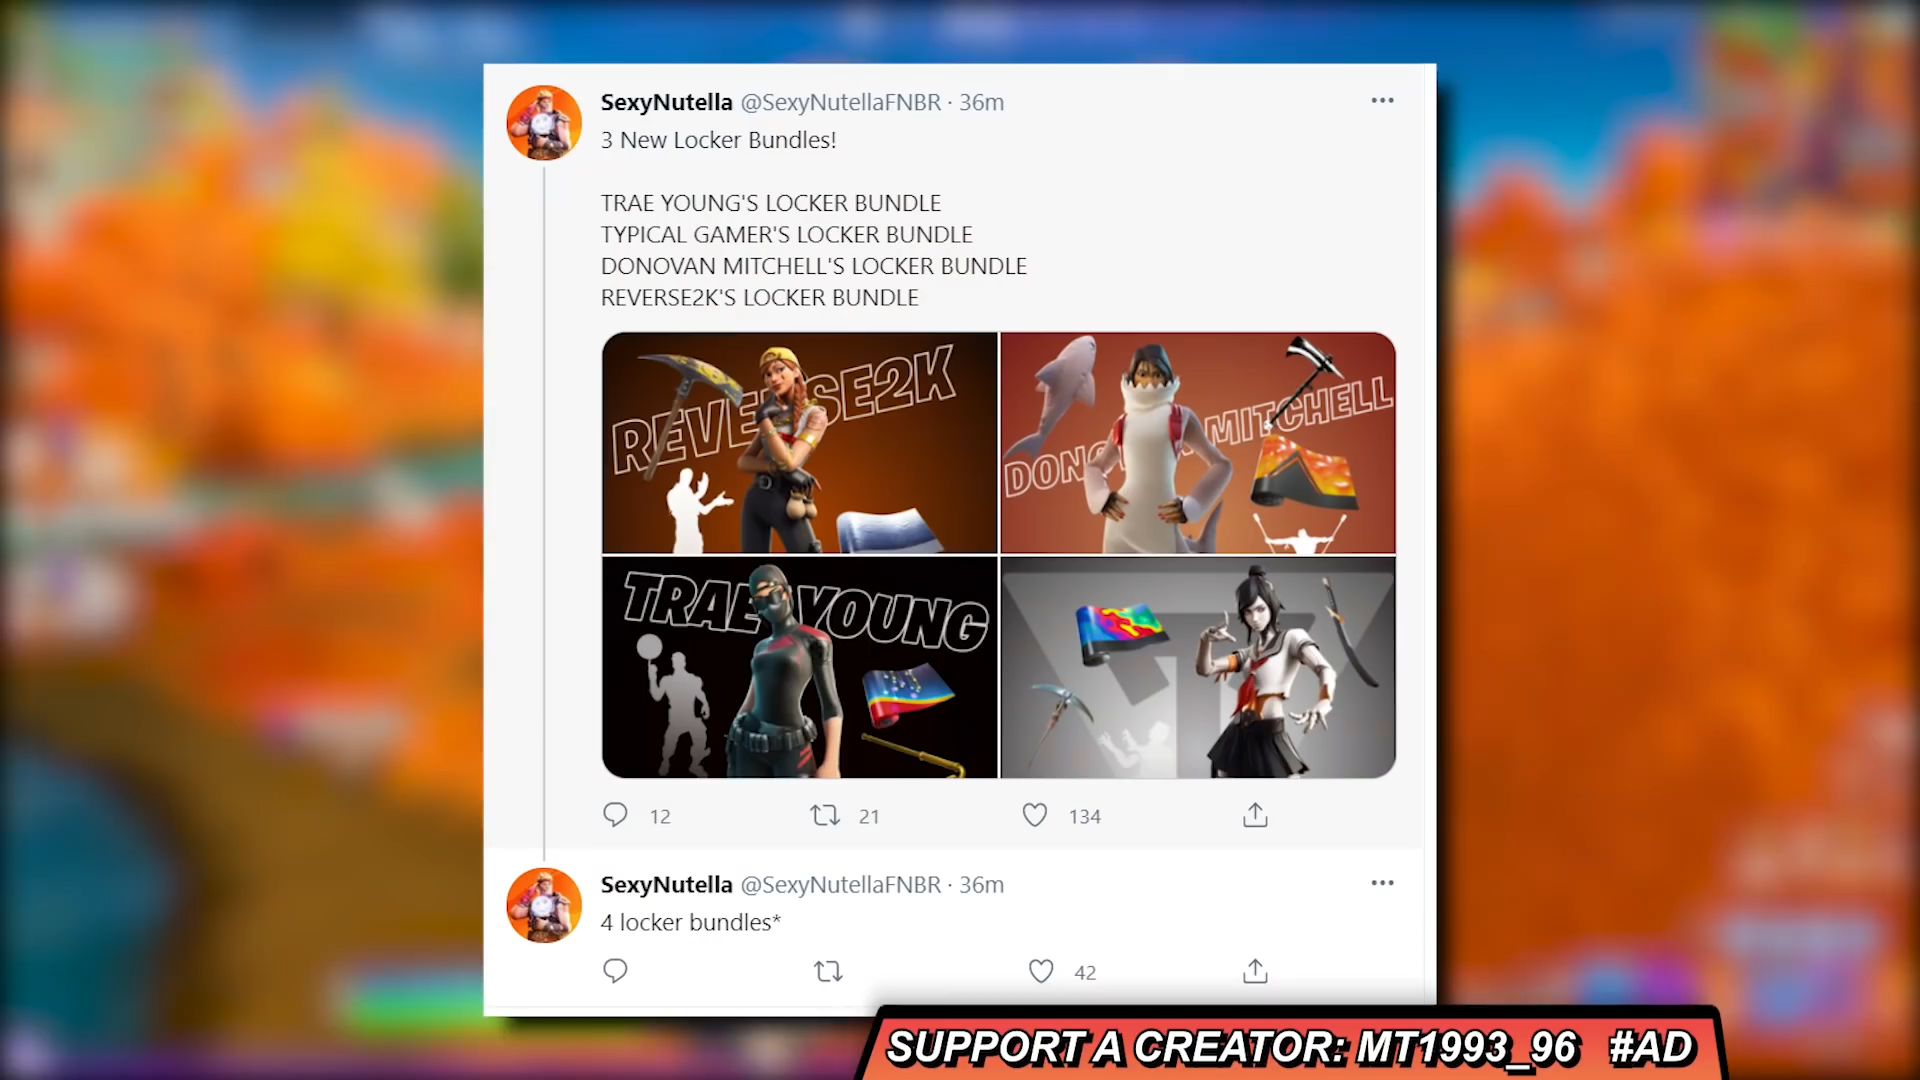 SexyNutella @SexyNutellaFNBR · 36m
3 New Locker Bundles!
TRAE YOUNG'S LOCKER BUNDLE
TYPICAL GAMER'S LOCKER BUNDLE
DONOVAN MITCHELL'S LOCKER BUNDLE
REVERSE2K'S LOCKER BUNDLE
REVERSE2K
MITCHELL
TRAE YOUNG
12 21 134
SexyNutella @SexyNutellaFNBR · 36m
4 locker bundles*
42
SUPPORT A CREATOR: MT1993_96 #AD